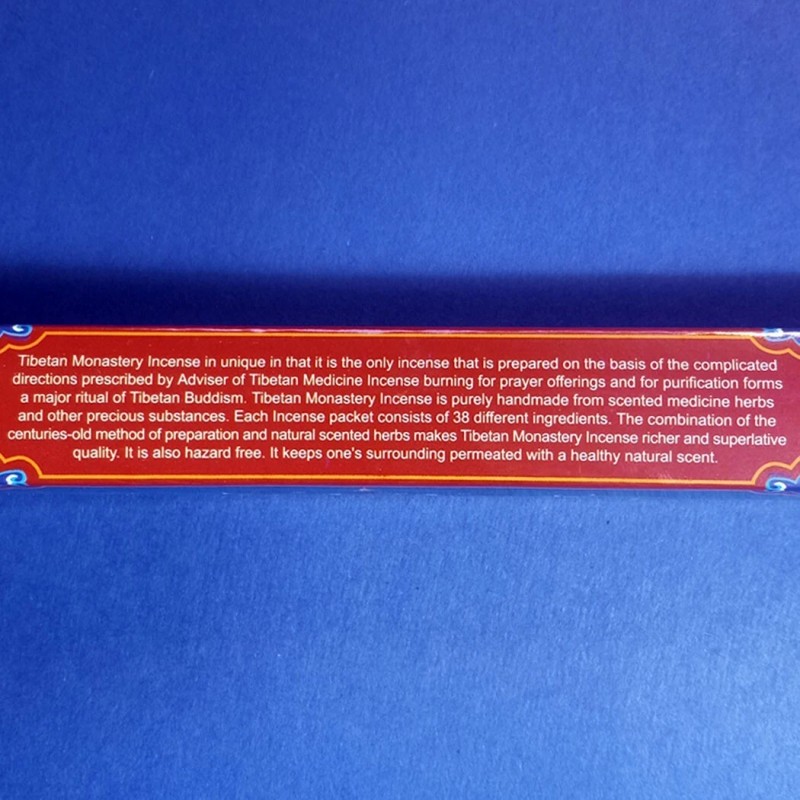 Tibetan Monastery Incense in unique in that it is the only incense that is prepared on the basis of the complicated
directions prescribed by Adviser of Tibetan Medicine Incense burning for prayer offerings and for purification forms
a major ritual of Tibetan Buddism. Tibetan Monastery Incense is purely handmade from scented medicine herbs
and other precious substances. Each Incense packet consists of 38 different ingredients. The combination of the
centuries-old method of preparation and natural scented herbs makes Tibetan Monastery Incense richer and superlative
quality. It is also hazard free. It keeps one's surrounding permeated with a healthy natural scent.